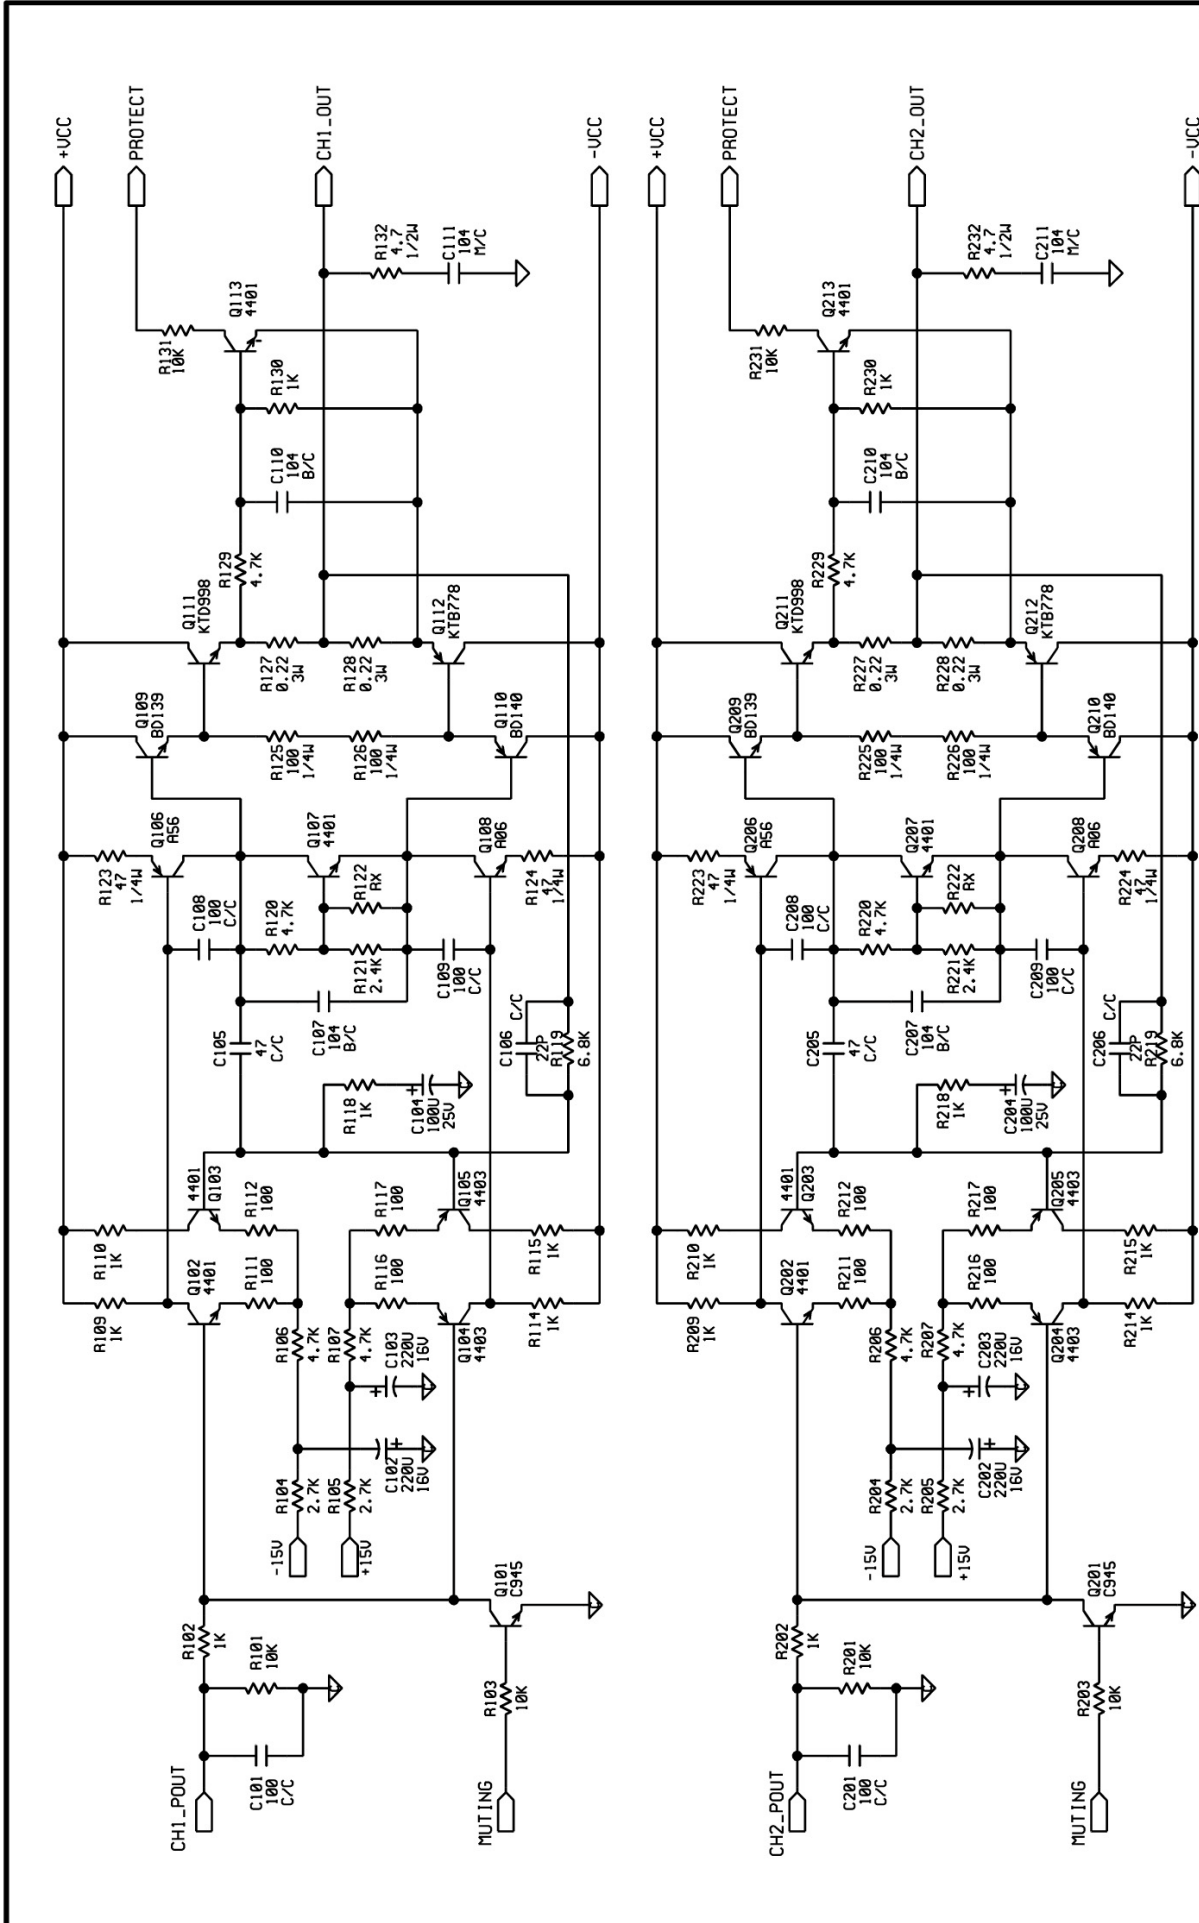 +VCC
PROTECT
CH1_OUT
-VCC
R132
4.7
1/2W
C111
104
M/C
Q113
4401
R131
10K
R130
1K
C110
104
B/C
R129
4.7K
Q111
KTD998
Q112
KTB778
R127
0.22
3W
R128
0.22
3W
Q109
BD139
Q110
BD140
R125
100
1/4W
R126
100
1/4W
Q106
A56
Q107
4401
Q108
A06
R123
47
1/4W
R122
RX
R124
47
1/4W
C108
100
C/C
R120
4.7K
R121
2.4K
C109
100
C/C
C105
47
C/C
C107
104
B/C
C106
22P
C/C
R119
6.8K
R118
1K
C104
100U
25V
+
4401
Q103
R112
100
R117
100
Q105
4403
R110
1K
R115
1K
Q102
4401
R111
100
R116
100
R109
1K
R114
1K
Q104
4403
R106
4.7K
R107
4.7K
C103
220U
16V
+
C102
220U
16V
+
R104
2.7K
R105
2.7K
-15V
+15V
Q101
C945
R102
1K
R101
10K
R103
10K
C101
100
C/C
CH1_POUT
MUTING
+VCC
PROTECT
CH2_OUT
-VCC
R232
4.7
1/2W
C211
104
M/C
Q213
4401
R231
10K
R230
1K
C210
104
B/C
R229
4.7K
Q211
KTD998
Q212
KTB778
R227
0.22
3W
R228
0.22
3W
Q209
BD139
Q210
BD140
R225
100
1/4W
R226
100
1/4W
Q206
A56
Q207
4401
Q208
A06
R223
47
1/4W
R222
RX
R224
47
1/4W
C208
100
C/C
R220
4.7K
R221
2.4K
C209
100
C/C
C205
47
C/C
C207
104
B/C
C206
22P
C/C
R219
6.8K
R218
1K
C204
100U
25V
+
4401
Q203
R212
100
R217
100
Q205
4403
R210
1K
R215
1K
Q202
4401
R211
100
R216
100
R209
1K
R214
1K
Q204
4403
R206
4.7K
R207
4.7K
C203
220U
16V
+
C202
220U
16V
+
R204
2.7K
R205
2.7K
-15V
+15V
Q201
C945
R202
1K
R201
10K
R203
10K
C201
100
C/C
CH2_POUT
MUTING